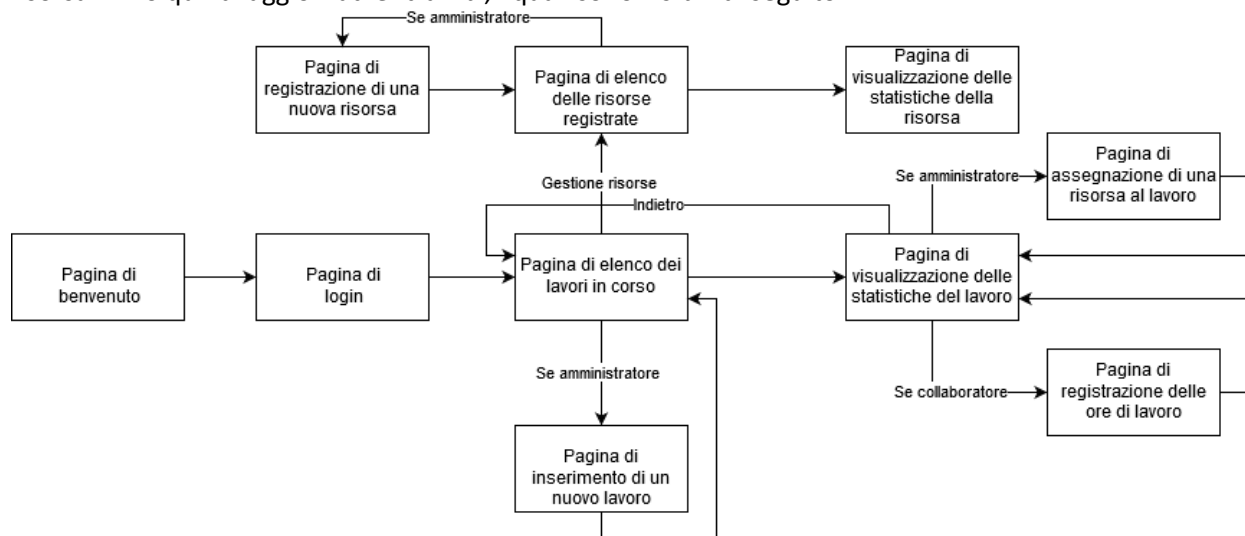 Se amministratore
Pagina di
registrazione di una
nuova risorsa
Pagina di elenco
delle risorse
registrate
Pagina di
visualizzazione delle
statistiche della
risorsa
Gestione risorse
Se amministratore
Pagina di
assegnazione di una
risorsa al lavoro
Indietro
Pagina di
benvenuto
Pagina di
login
Pagina di elenco dei
lavori in corso
Pagina di
visualizzazione delle
statistiche del lavoro
Se amministratore
Se collaboratore
Pagina di
registrazione delle
ore di lavoro
Pagina di
inserimento di un
nuovo lavoro